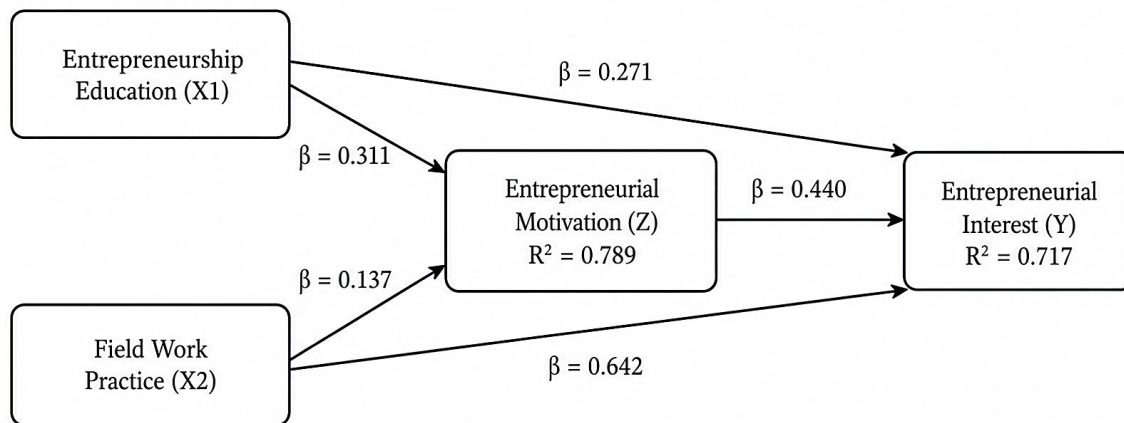 Entrepreneurship
Education (X1)
β = 0.271
β = 0.311
Entrepreneurial
Motivation (Z)
R² = 0.789
β = 0.440
Entrepreneurial
Interest (Y)
R² = 0.717
β = 0.137
Field Work
Practice (X2)
β = 0.642